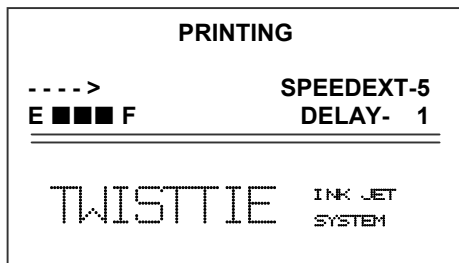 PRINTING
----> SPEEDEXT-5
E ■■■ F DELAY- 1
TWISTTIE INK JET
SYSTEM